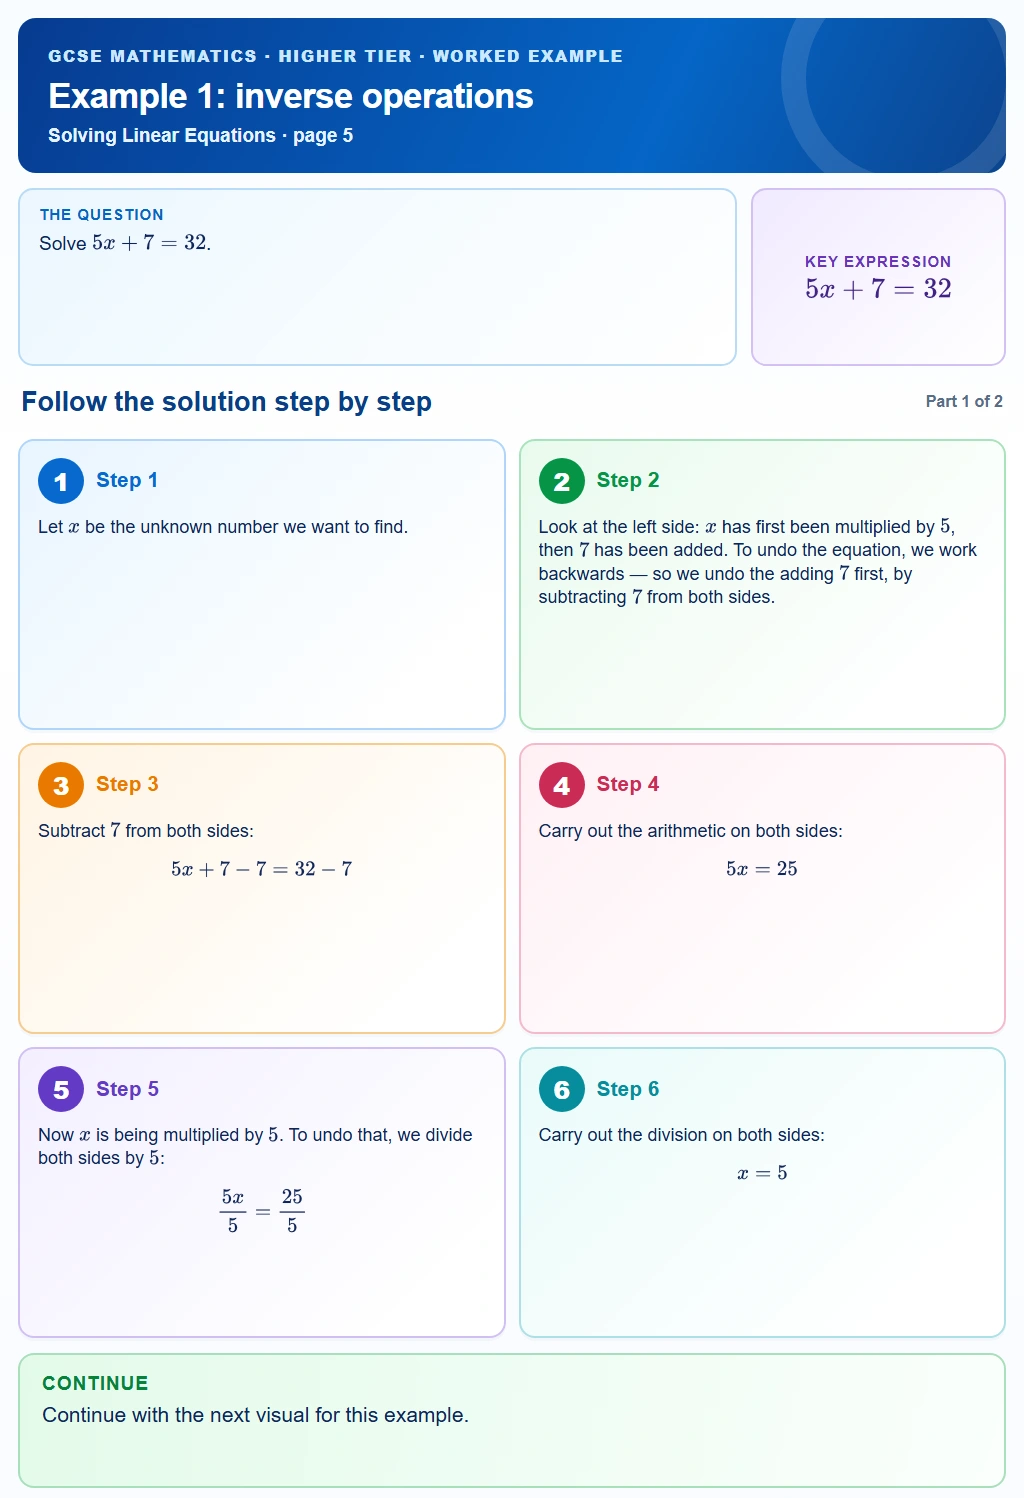 GCSE MATHEMATICS · HIGHER TIER · WORKED EXAMPLE
Example 1: inverse operations
Solving Linear Equations · page 5
THE QUESTION
Solve 5x + 7 = 32.
KEY EXPRESSION
5x + 7 = 32
Follow the solution step by step
Part 1 of 2
1 Step 1
Let x be the unknown number we want to find.
2 Step 2
Look at the left side: x has first been multiplied by 5,
then 7 has been added. To undo the equation, we work
backwards — so we undo the adding 7 first, by
subtracting 7 from both sides.
3 Step 3
Subtract 7 from both sides:
5x + 7 − 7 = 32 − 7
4 Step 4
Carry out the arithmetic on both sides:
5x = 25
5 Step 5
Now x is being multiplied by 5. To undo that, we divide
both sides by 5:
5x/5 = 25/5
6 Step 6
Carry out the division on both sides:
x = 5
CONTINUE
Continue with the next visual for this example.